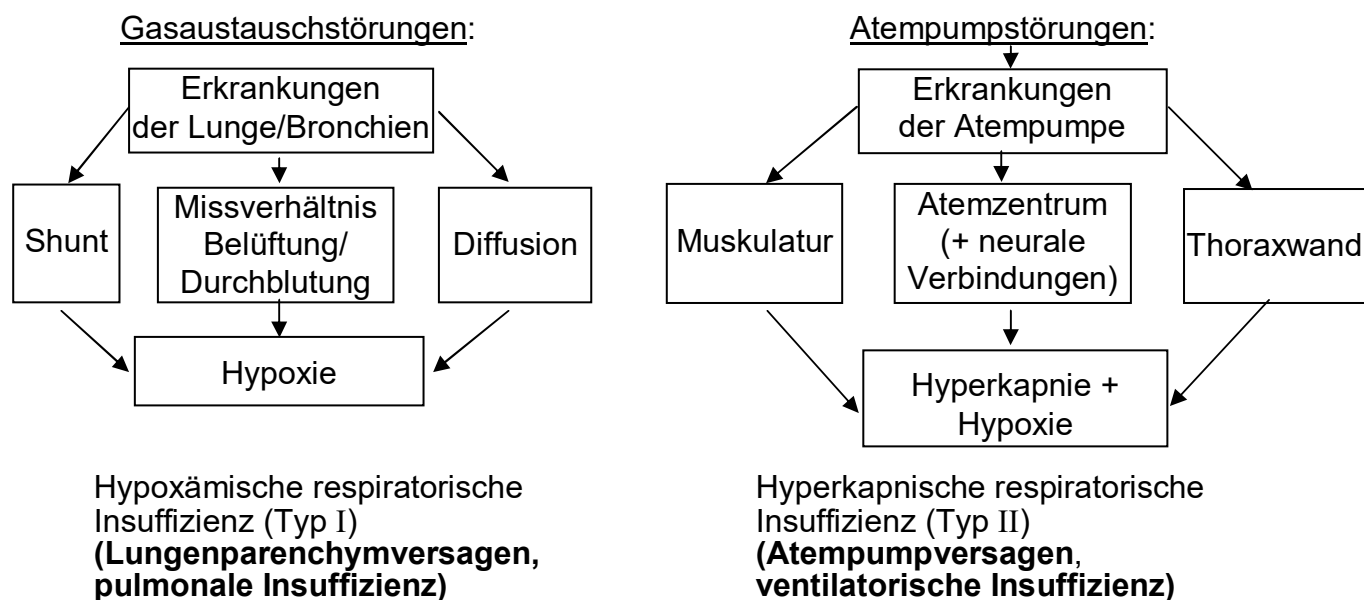 Gasaustauschstörungen:
Erkrankungen
der Lunge/Bronchien
Shunt
Missverhältnis
Belüftung/
Durchblutung
Diffusion
Hypoxie
Hypoxämische respiratorische
Insuffizienz (Typ I)
(Lungenparenchymversagen,
pulmonale Insuffizienz)
Atempumpstörungen:
Erkrankungen
der Atempumpe
Muskulatur
Atemzentrum
(+ neurale
Verbindungen)
Thoraxwand
Hyperkapnie +
Hypoxie
Hyperkapnische respiratorische
Insuffizienz (Typ II)
(Atempumpversagen,
ventilatorische Insuffizienz)